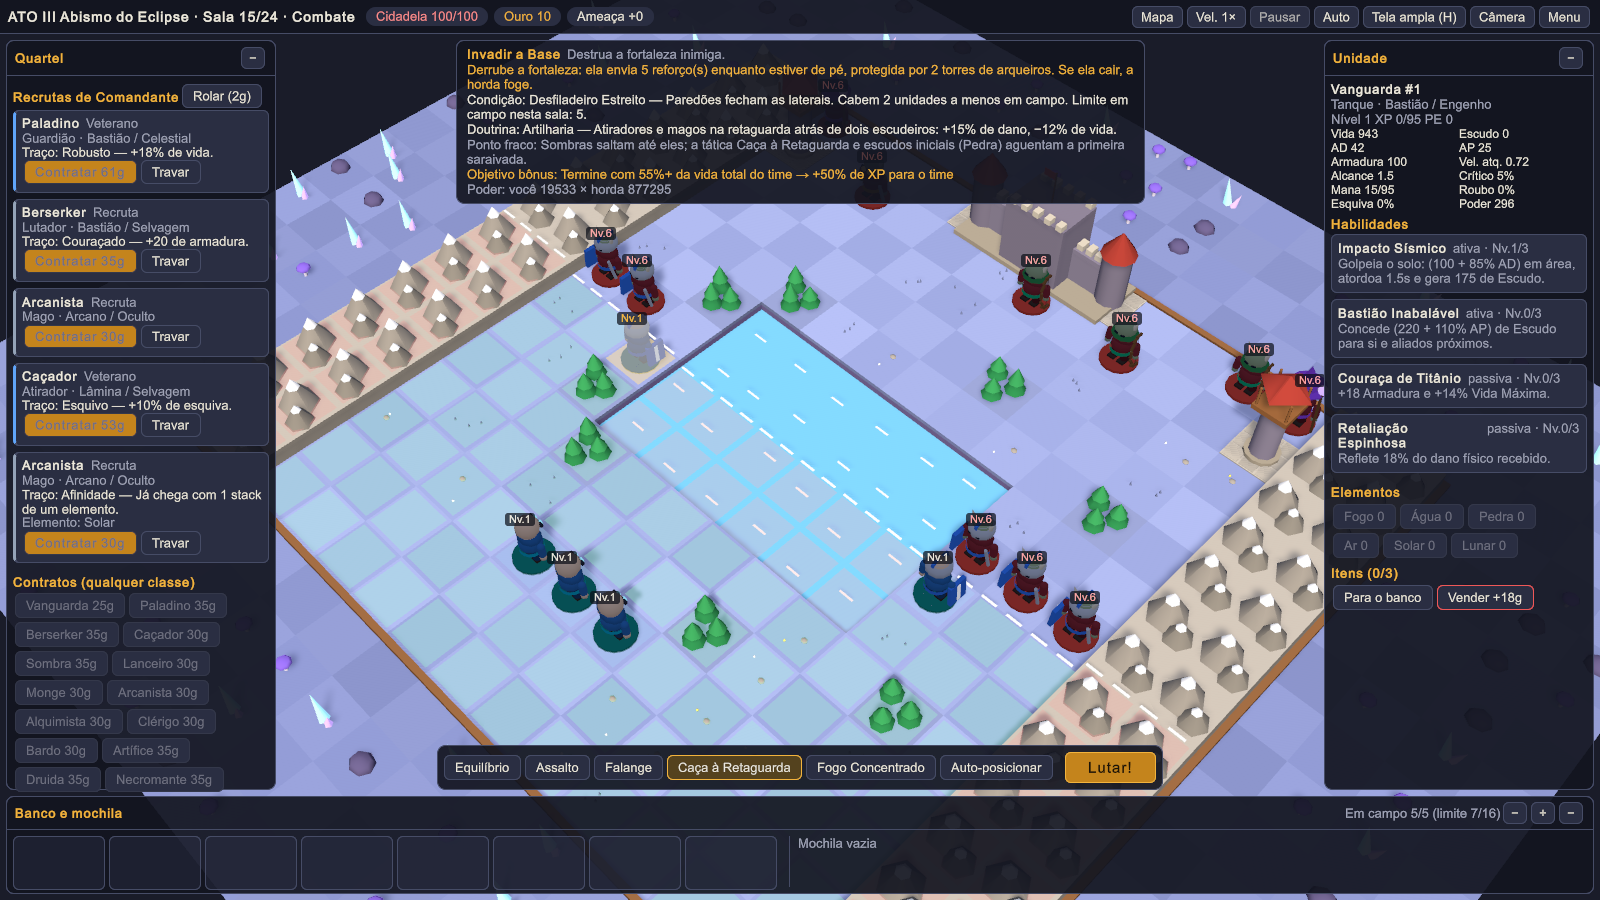 ATO III Abismo do Eclipse · Sala 15/24 · Combate
Cidadela 100/100
Ouro 10
Ameaça +0
Mapa
Vel. 1×
Pausar
Auto
Tela ampla (H)
Câmera
Menu
Quartel
−
Recrutas de Comandante
Rolar (2g)
Paladino Veterano
Guardião · Bastião / Celestial
Traço: Robusto — +18% de vida.
Contratar 61g
Travar
Berserker Recruta
Lutador · Bastião / Selvagem
Traço: Couraçado — +20 de armadura.
Contratar 35g
Travar
Arcanista Recruta
Mago · Arcano / Oculto
Contratar 30g
Travar
Caçador Veterano
Atirador · Lâmina / Selvagem
Traço: Esquivo — +10% de esquiva.
Contratar 53g
Travar
Arcanista Recruta
Mago · Arcano / Oculto
Traço: Afinidade — Já chega com 1 stack
de um elemento.
Elemento: Solar
Contratar 30g
Travar
Contratos (qualquer classe)
Vanguarda 25g
Paladino 35g
Berserker 35g
Caçador 30g
Sombra 35g
Lanceiro 30g
Monge 30g
Arcanista 30g
Alquimista 30g
Clérigo 30g
Bardo 30g
Artífice 35g
Druida 35g
Necromante 35g
Invadir a Base Destrua a fortaleza inimiga.
Derrube a fortaleza: ela envia 5 reforço(s) enquanto estiver de pé, protegida por 2 torres de arqueiros. Se ela cair, a
horda foge.
Condição: Desfiladeiro Estreito — Paredões fecham as laterais. Cabem 2 unidades a menos em campo. Limite em
campo nesta sala: 5.
Doutrina: Artilharia — Atiradores e magos na retaguarda atrás de dois escudeiros: +15% de dano, −12% de vida.
Ponto fraco: Sombras saltam até eles; a tática Caça à Retaguarda e escudos iniciais (Pedra) aguentam a primeira
saraivada.
Objetivo bônus: Termine com 55%+ da vida total do time → +50% de XP para o time
Poder: você 19533 × horda 877295
Nv.6
Nv.6
Nv.6
Nv.6
Nv.6
Nv.1
Nv.6
Nv.6
Nv.6
Nv.6
Nv.1
Nv.1
Nv.1
Nv.6
Nv.1
Nv.6
Nv.6
Equilíbrio
Assalto
Falange
Caça à Retaguarda
Fogo Concentrado
Auto-posicionar
Lutar!
Unidade
−
Vanguarda #1
Tanque · Bastião / Engenho
Nível 1 XP 0/95 PE 0
Vida 943
Escudo 0
AD 42
AP 25
Armadura 100
Vel. atq. 0.72
Alcance 1.5
Crítico 5%
Mana 15/95
Roubo 0%
Esquiva 0%
Poder 296
Habilidades
Impacto Sísmico ativa · Nv.1/3
Golpeia o solo: (100 + 85% AD) em área,
atordoa 1.5s e gera 175 de Escudo.
Bastião Inabalável ativa · Nv.0/3
Concede (220 + 110% AP) de Escudo
para si e aliados próximos.
Couraça de Titânio passiva · Nv.0/3
+18 Armadura e +14% Vida Máxima.
Retaliação
Espinhosa
passiva · Nv.0/3
Reflete 18% do dano físico recebido.
Elementos
Fogo 0
Água 0
Pedra 0
Ar 0
Solar 0
Lunar 0
Itens (0/3)
Para o banco
Vender +18g
Banco e mochila
Em campo 5/5 (limite 7/16)
−
+
−
Mochila vazia